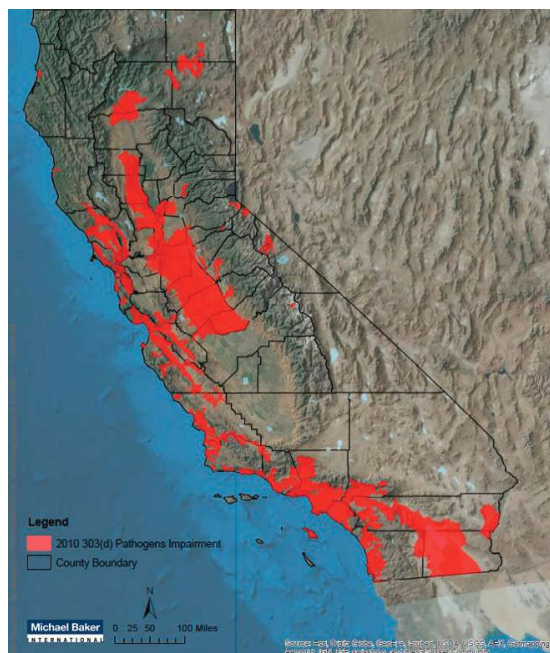 Legend
2010 303(d) Pathogens Impairment
County Boundary
N
Michael Baker
INTERNATIONAL
0 25 50 100 Miles